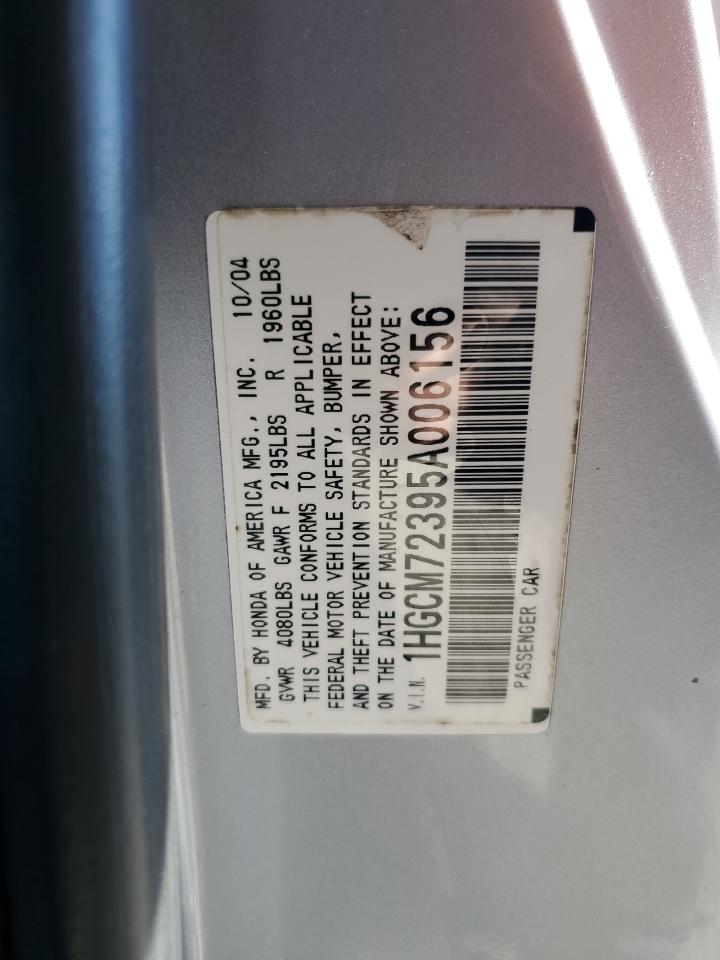 MFD. BY HONDA OF AMERICA MFG., INC. 10/04
GVWR 4080LBS GAWR F 2195LBS R 1960LBS
THIS VEHICLE CONFORMS TO ALL APPLICABLE
FEDERAL MOTOR VEHICLE SAFETY, BUMPER,
AND THEFT PREVENTION STANDARDS IN EFFECT
ON THE DATE OF MANUFACTURE SHOWN ABOVE:
V.I.N. 1HGCM72395A006156
PASSENGER CAR